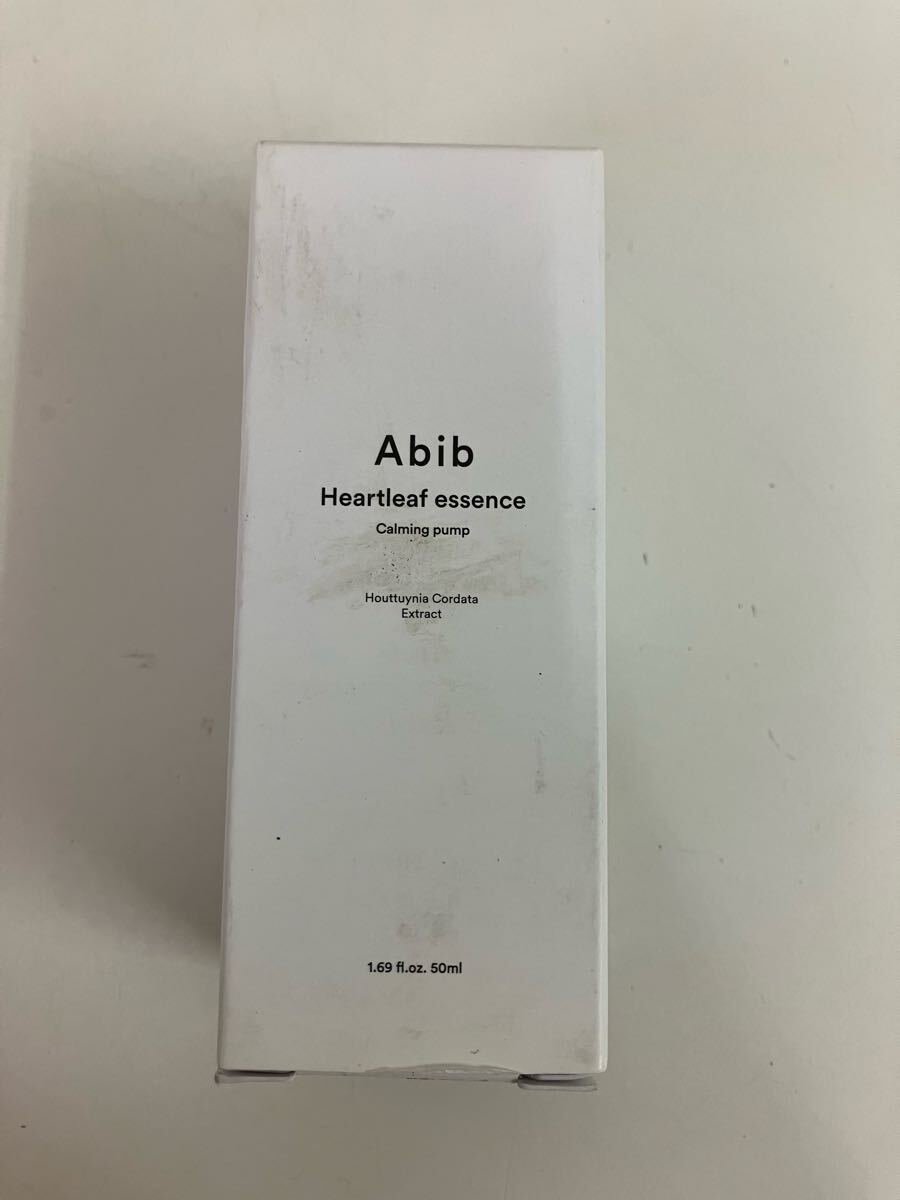 Abib
Heartleaf essence
Calming pump
Houttuynia Cordata
Extract
1.69 fl.oz. 50ml